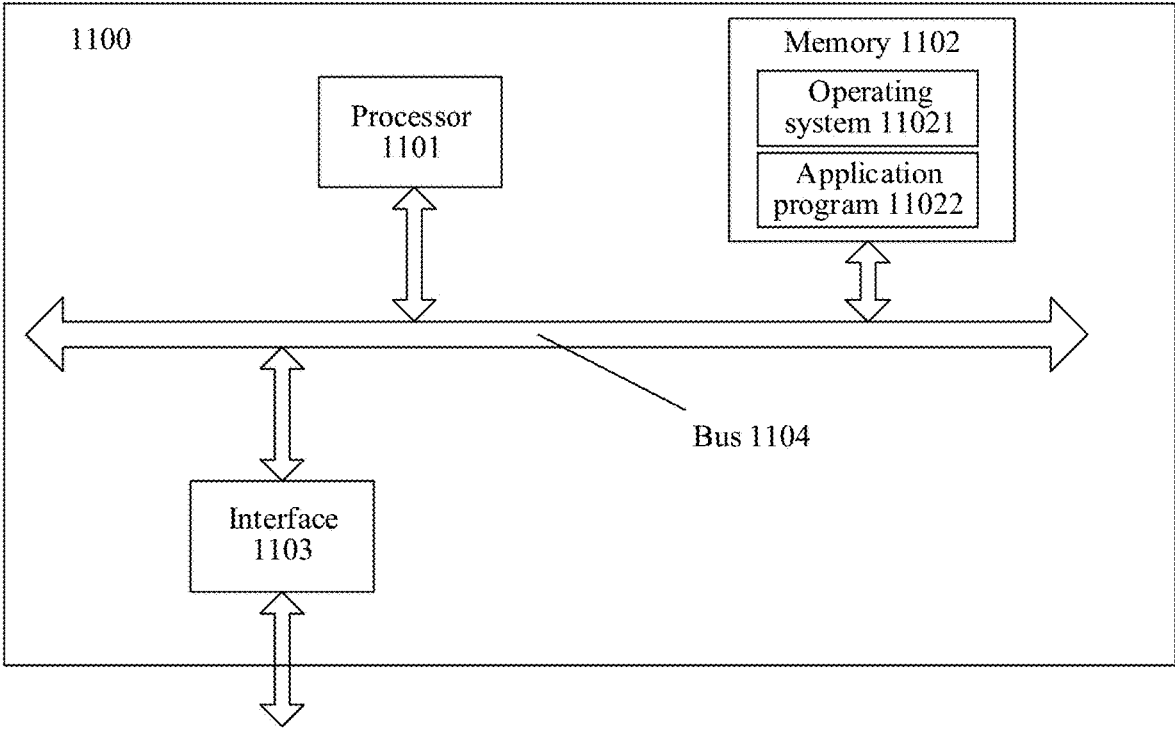 1100
Memory 1102
Operating
system 11021
Application
program 11022
Processor
1101
Bus 1104
Interface
1103